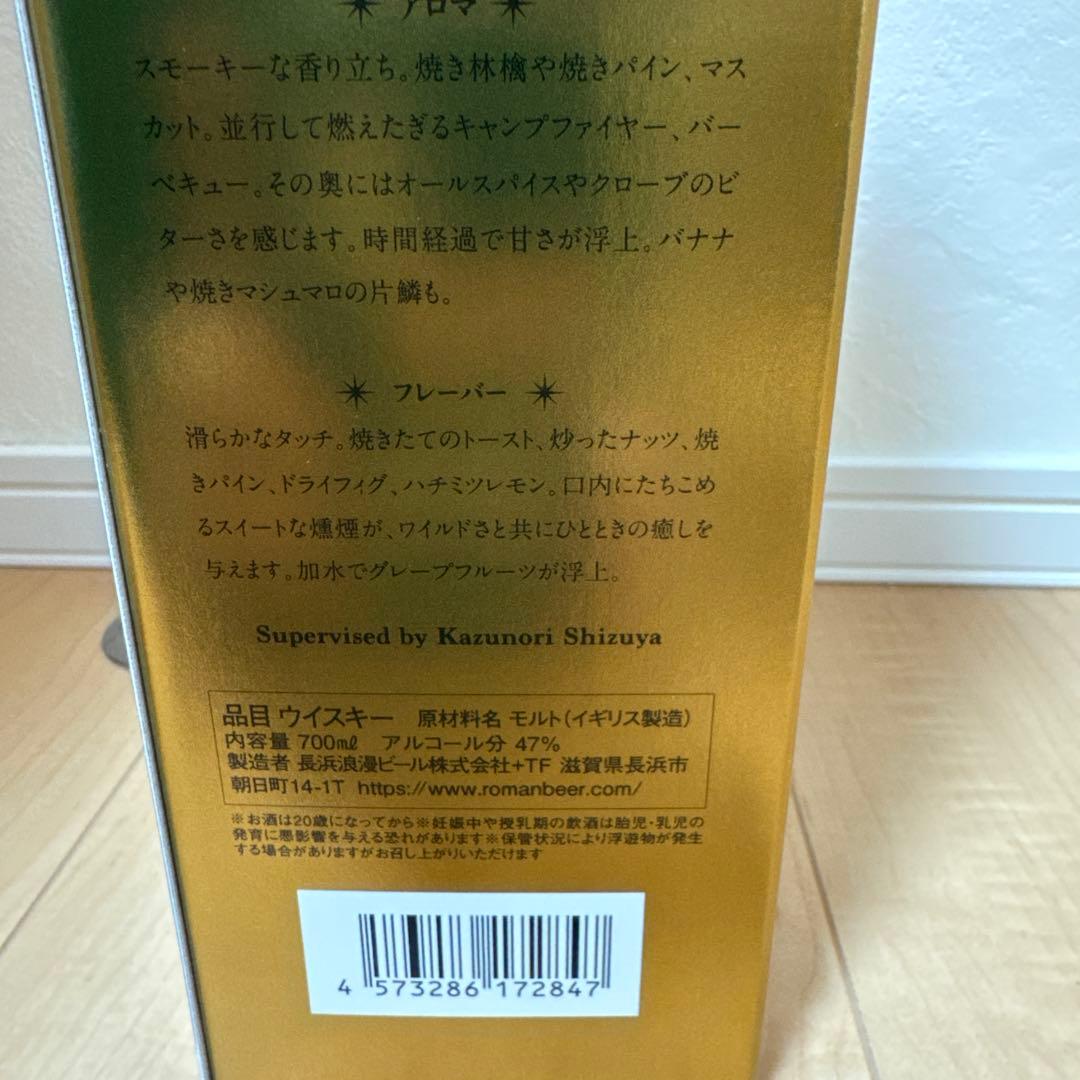 アロマ
スモーキーな香り立ち。焼き林檎や焼きパイン、マス
カット。並行して燃えたぎるキャンプファイヤー、バー
ベキュー。その奥にはオールスパイスやクローブのビ
ターさを感じます。時間経過で甘さが浮上。バナナ
や焼きマシュマロの片鱗も。
フレーバー
滑らかなタッチ。焼きたてのトースト、炒ったナッツ、焼
きパイン、ドライフィグ、ハチミツレモン。口内にたちこめ
るスイートな燻煙が、ワイルドさと共にひとときの癒しを
与えます。加水でグレープフルーツが浮上。
Supervised by Kazunori Shizuya
品目 ウイスキー 原材料名 モルト(イギリス製造)
内容量 700mℓ アルコール分 47%
製造者 長浜浪漫ビール株式会社+TF 滋賀県長浜市
朝日町14-1T https://www.romanbeer.com/
※お酒は20歳になってから※妊娠中や授乳期の飲酒は胎児・乳児の
発育に悪影響を与える恐れがあります※保管状況により浮遊物が発生
する場合がありますがお召し上がりいただけます
4 573286 172847